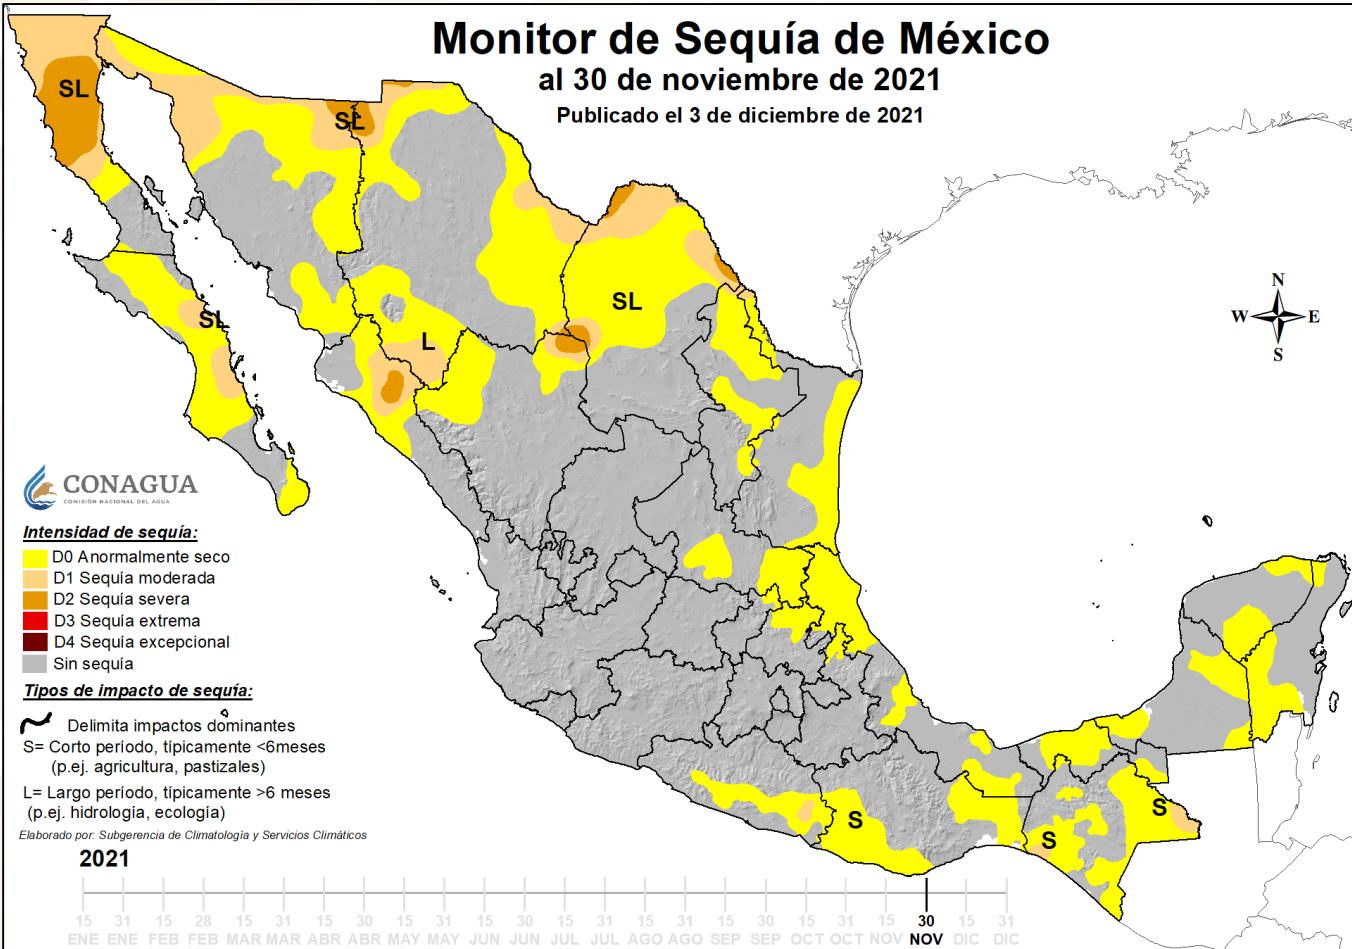 Monitor de Sequía de México
al 30 de noviembre de 2021
Publicado el 3 de diciembre de 2021
SL
SL
SL
SL
L
S
S
S
N
W E
S
CONAGUA
COMISIÓN NACIONAL DEL AGUA
Intensidad de sequía:
D0 Anormalmente seco
D1 Sequía moderada
D2 Sequía severa
D3 Sequía extrema
D4 Sequía excepcional
Sin sequía
Tipos de impacto de sequía:
Delimita impactos dominantes
S= Corto período, típicamente <6meses
(p.ej. agricultura, pastizales)
L= Largo período, típicamente >6 meses
(p.ej. hidrología, ecología)
Elaborado por: Subgerencia de Climatología y Servicios Climáticos
2021
15 31 15 28 15 31 15 30 15 31 15 30 15 31 15 31 15 30 15 31 15 30 15 31
ENE ENE FEB FEB MAR MAR ABR ABR MAY MAY JUN JUN JUL JUL AGO AGO SEP SEP OCT OCT NOV NOV DIC DIC